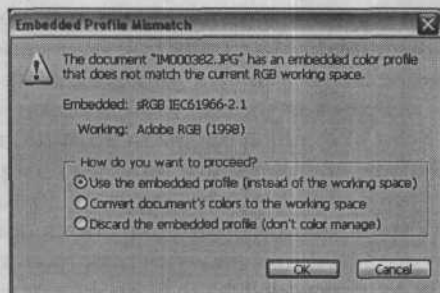 Embedded Profile Mismatch
The document "IM000382.JPG" has an embedded color profile
that does not match the current RGB working space.
Embedded: sRGB IEC61966-2.1
Working: Adobe RGB (1998)
How do you want to proceed?
Use the embedded profile (instead of the working space)
Convert document's colors to the working space
Discard the embedded profile (don't color manage)
OK Cancel